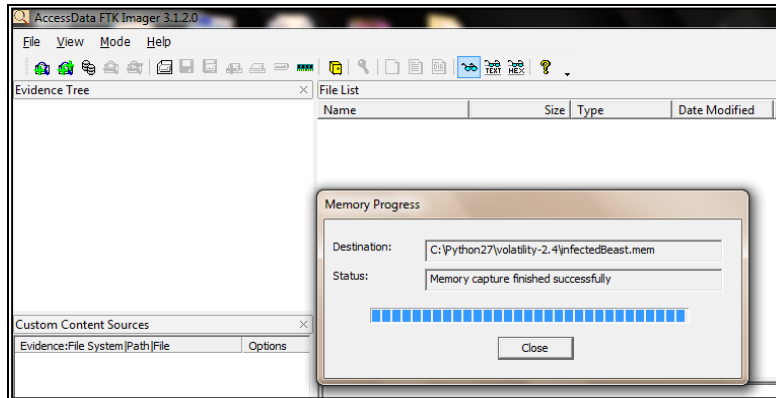 AccessData FTK Imager 3.1.2.0
File View Mode Help
TEXT HEX
Evidence Tree
File List
Name Size Type Date Modified
Memory Progress
Destination: C:\Python27\volatility-2.4\infectedBeast.mem
Status: Memory capture finished successfully
Close
Custom Content Sources
Evidence:File System|Path|File Options